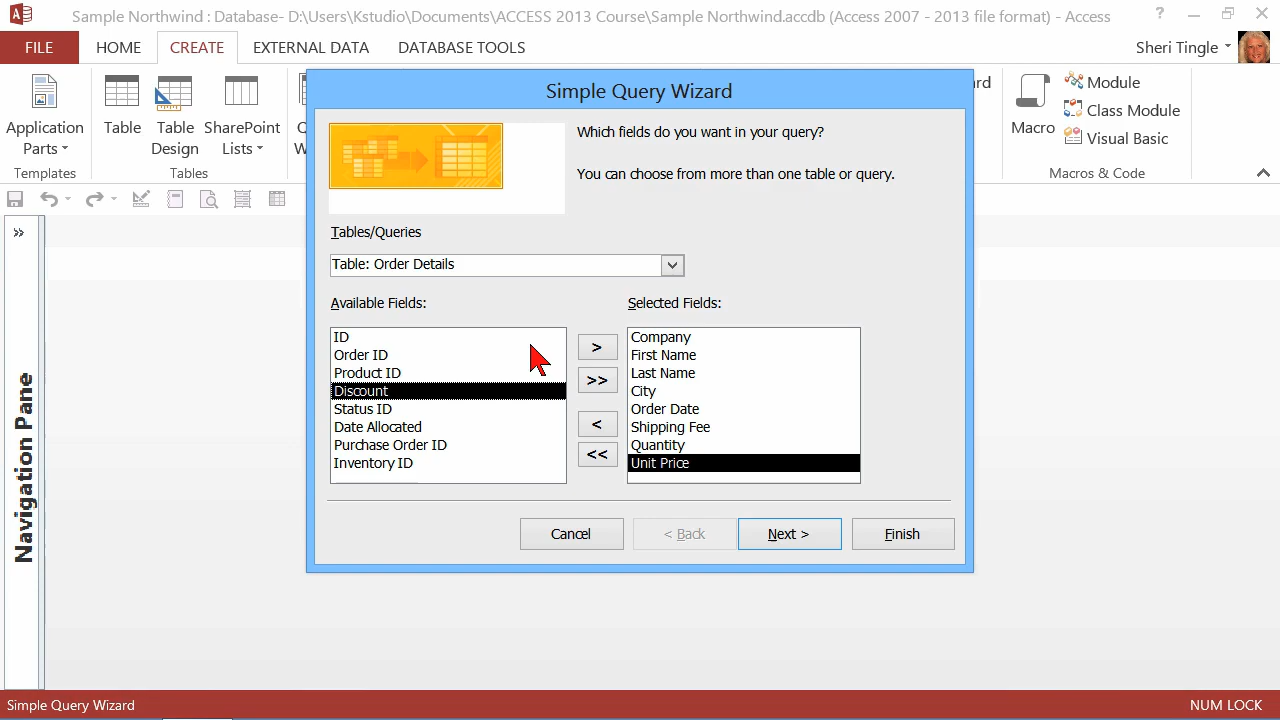 Sample Northwind : Database- D:\Users\Kstudio\Documents\ACCESS 2013 Course\Sample Northwind.accdb (Access 2007 - 2013 file format) - Access
?
FILE HOME CREATE EXTERNAL DATA DATABASE TOOLS
Sheri Tingle
Application
Parts
Templates
Table
Table
Design
SharePoint
Lists
Tables
Macro
Module
Class Module
Visual Basic
Macros & Code
Navigation Pane
Simple Query Wizard
Which fields do you want in your query?
You can choose from more than one table or query.
Tables/Queries
Table: Order Details
Available Fields:
ID
Order ID
Product ID
Discount
Status ID
Date Allocated
Purchase Order ID
Inventory ID
>
>>
<
<<
Selected Fields:
Company
First Name
Last Name
City
Order Date
Shipping Fee
Quantity
Unit Price
Cancel < Back Next > Finish
Simple Query Wizard
NUM LOCK